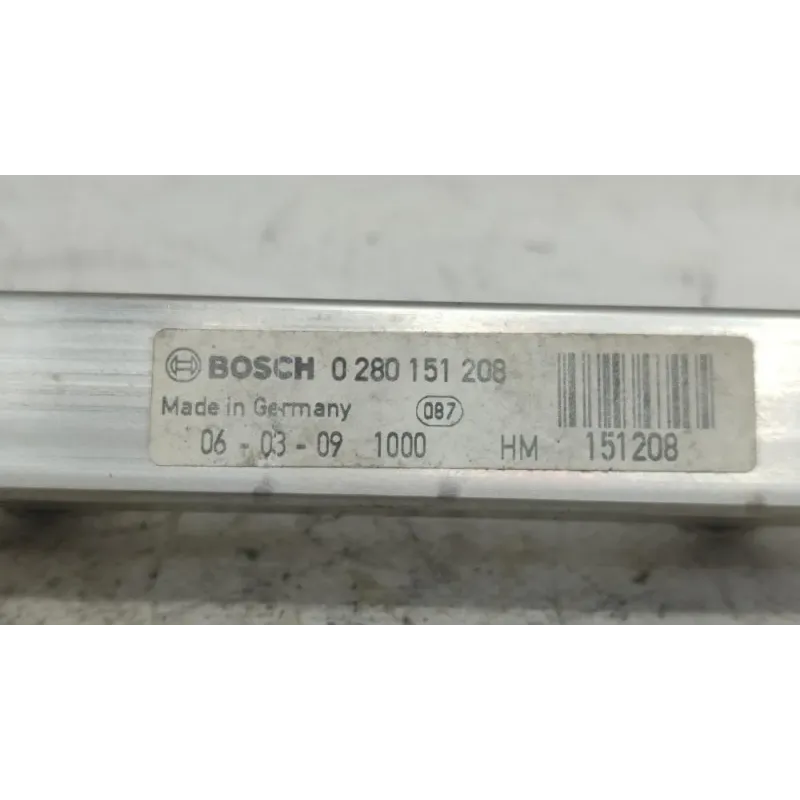 BOSCH 0 280 151 208
Made in Germany 087
06 - 03 - 09 1000 HM 151208